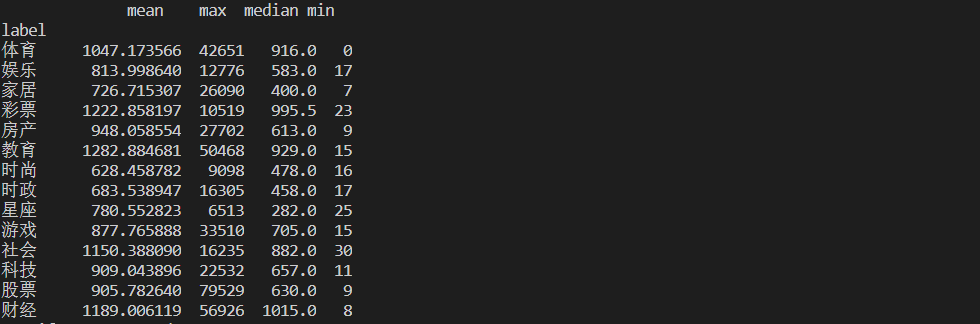 mean max median min
label
体育 1047.173566 42651 916.0 0
娱乐 813.998640 12776 583.0 17
家居 726.715307 26090 400.0 7
彩票 1222.858197 10519 995.5 23
房产 948.058554 27702 613.0 9
教育 1282.884681 50468 929.0 15
时尚 628.458782 9098 478.0 16
时政 683.538947 16305 458.0 17
星座 780.552823 6513 282.0 25
游戏 877.765888 33510 705.0 15
社会 1150.388090 16235 882.0 30
科技 909.043896 22532 657.0 11
股票 905.782640 79529 630.0 9
财经 1189.006119 56926 1015.0 8